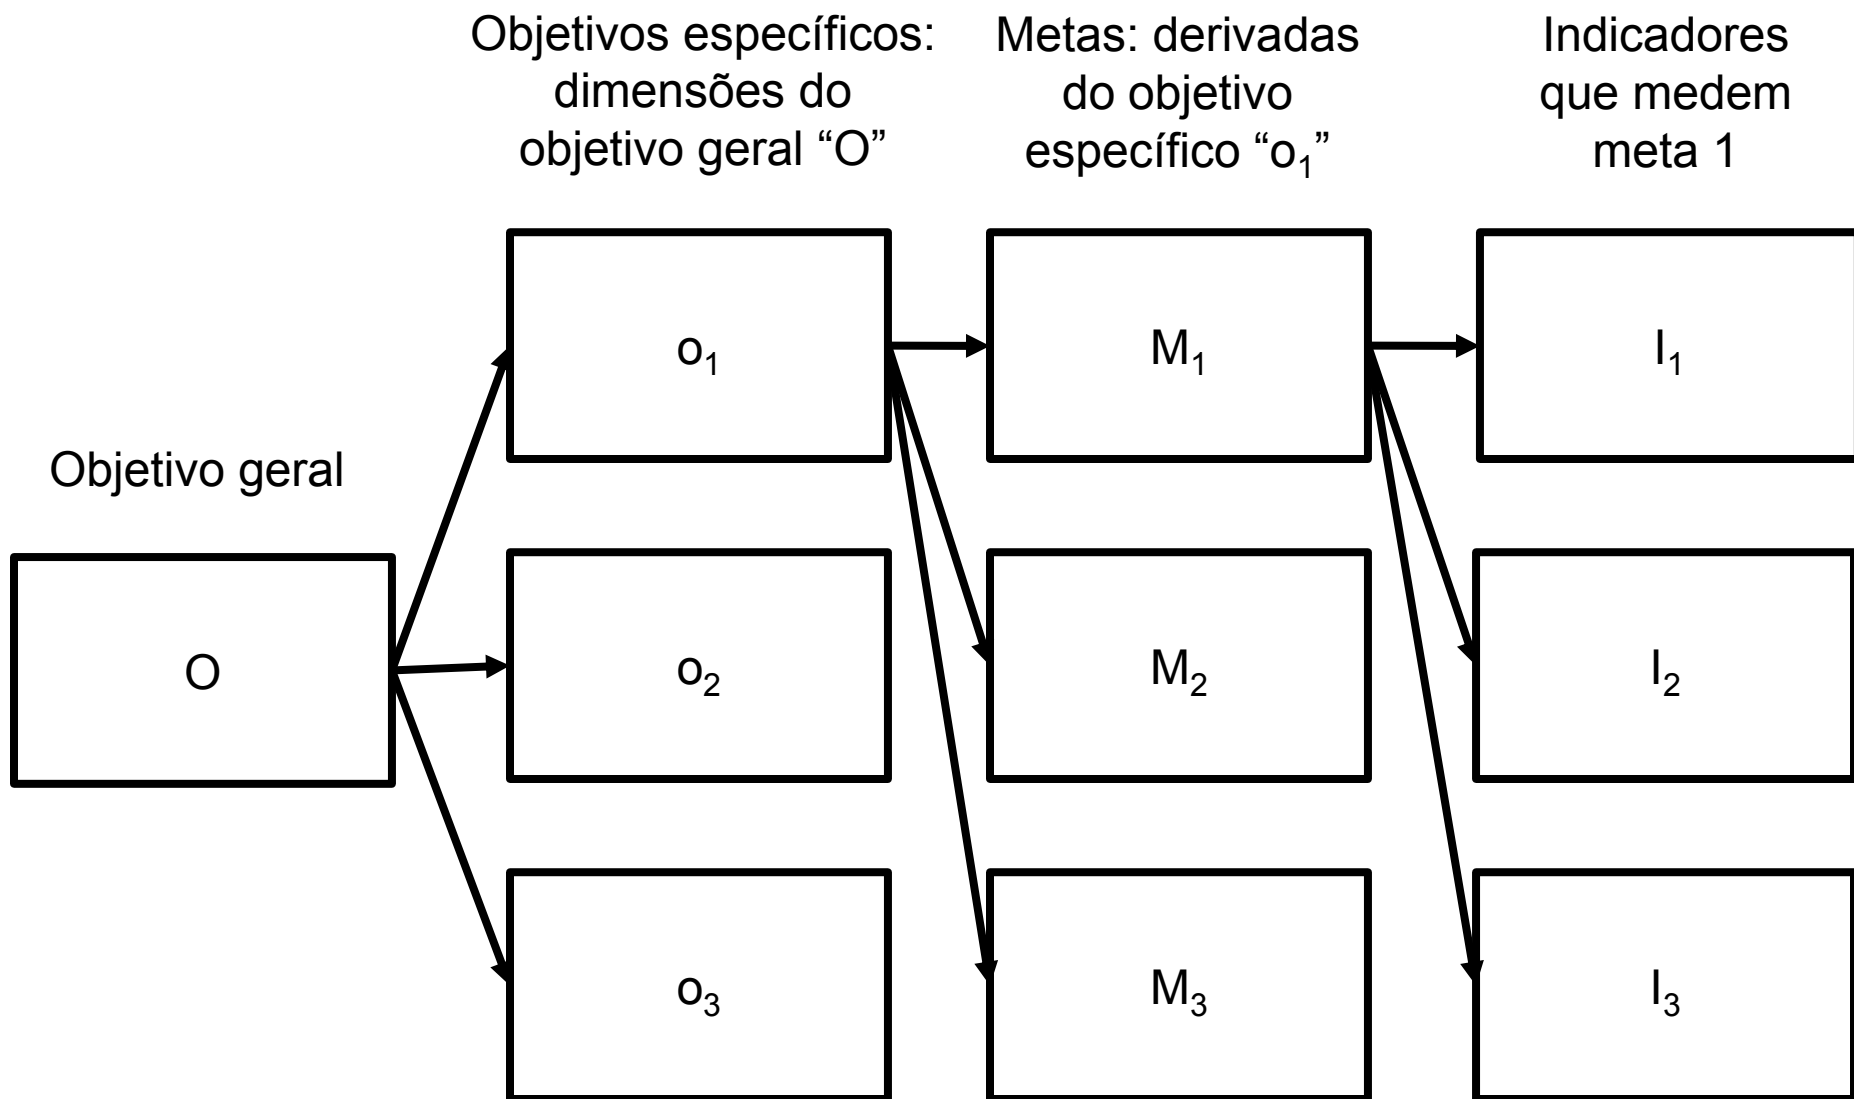 Objetivos específicos:
dimensões do
objetivo geral “O”
Metas: derivadas
do objetivo
específico “o₁”
Indicadores
que medem
meta 1
Objetivo geral
O
o₁
o₂
o₃
M₁
M₂
M₃
I₁
I₂
I₃